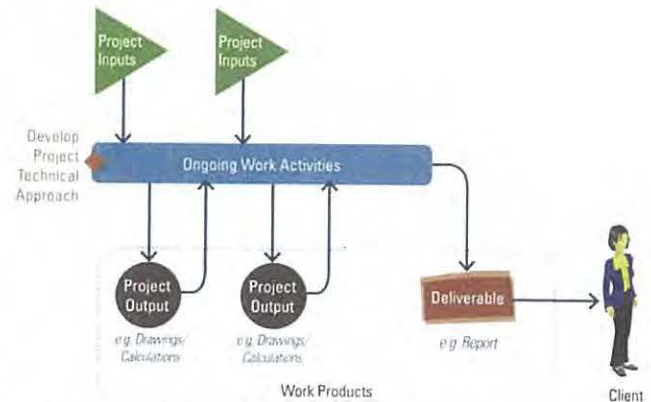 Project
Inputs
Project
Inputs
Develop
Project
Technical
Approach
Ongoing Work Activities
Project
Output
Project
Output
Deliverable
e.g. Drawings/
Calculations
e.g. Drawings/
Calculations
e.g. Report
Work Products
Client